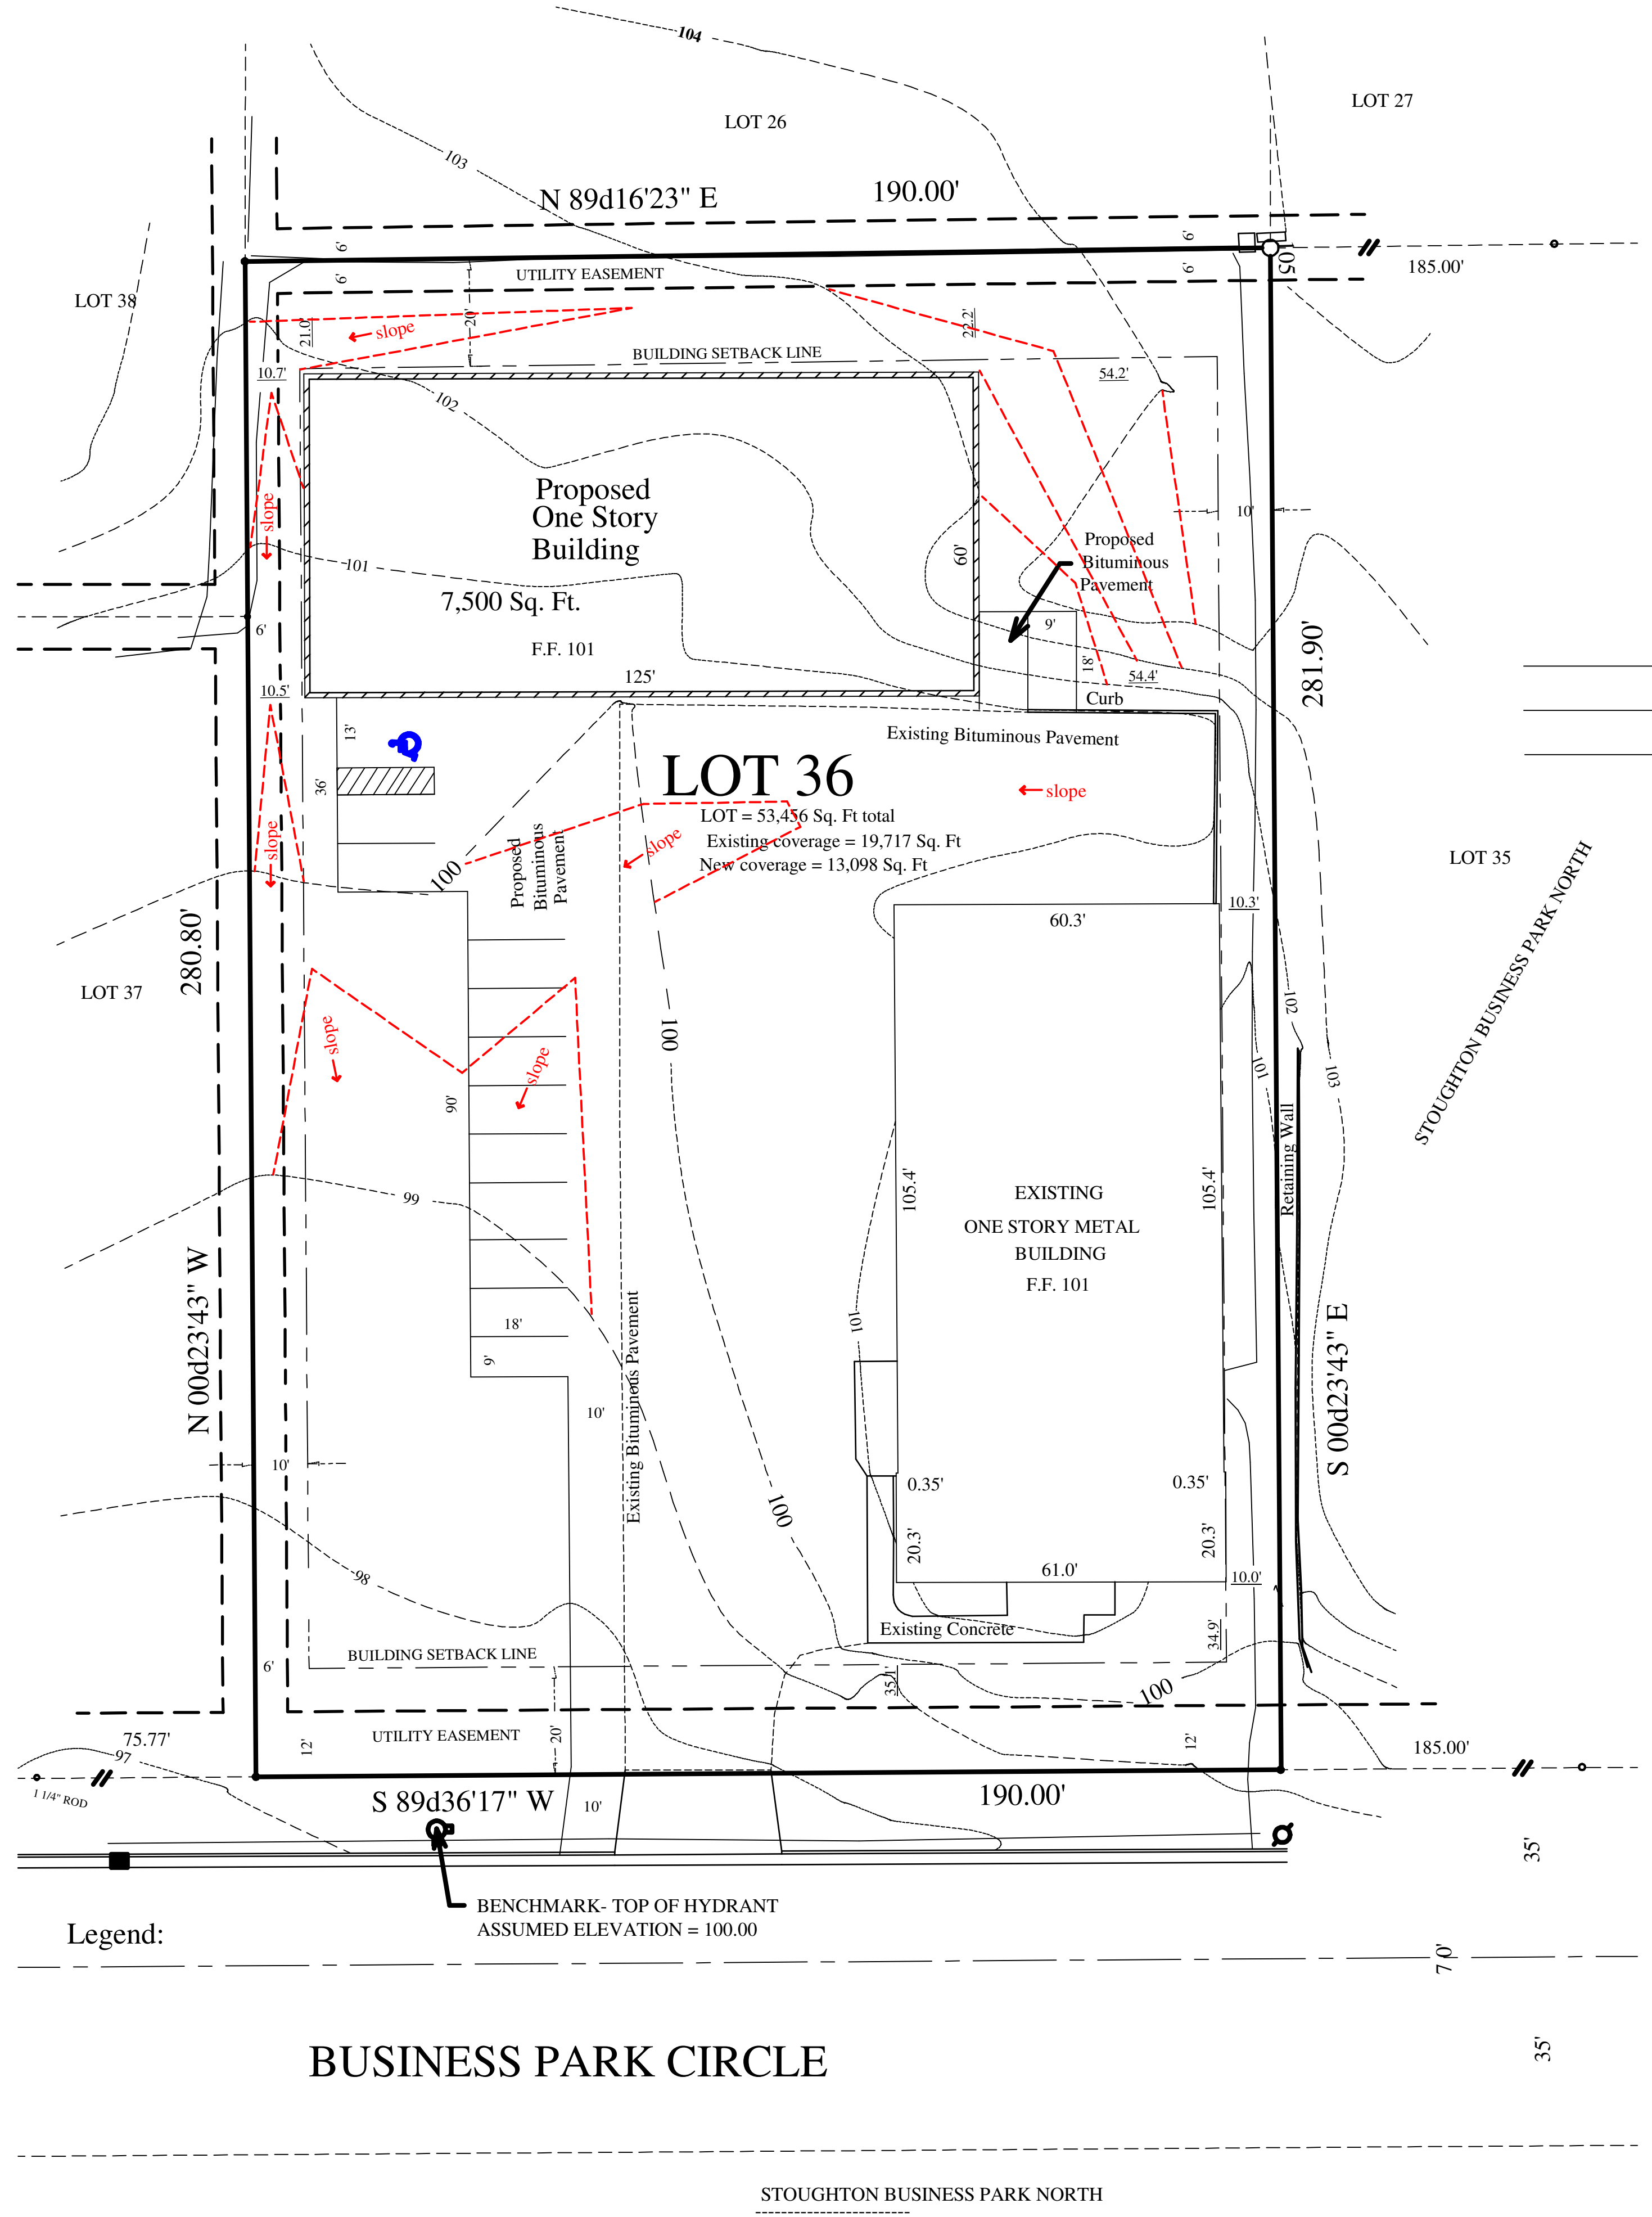 104
LOT 27
LOT 26
103
N 89d16'23" E
190.00'
6'
6'
6'
6'
105
185.00'
UTILITY EASEMENT
LOT 38
21.0'
slope
20'
22.2'
BUILDING SETBACK LINE
10.7'
54.2'
102
Proposed
One Story
Building
slope
10'
60'
Proposed
Bituminous
Pavement
101
7,500 Sq. Ft.
6'
9'
F.F. 101
18'
281.90'
125'
54.4'
10.5'
Curb
13'
Existing Bituminous Pavement
LOT 36
36'
slope
LOT = 53,456 Sq. Ft total
Existing coverage = 19,717 Sq. Ft
New coverage = 13,098 Sq. Ft
slope
slope
Proposed
Bituminous
Pavement
100
LOT 35
STOUGHTON BUSINESS PARK NORTH
10.3'
60.3'
280.80'
LOT 37
102
100
slope
slope
101
103
90'
Retaining Wall
99
105.4'
105.4'
EXISTING
ONE STORY METAL
BUILDING
F.F. 101
N 00d23'43" W
101
18'
9'
Existing Bituminous Pavement
S 00d23'43" E
10'
10'
100
0.35'
0.35'
20.3'
20.3'
98
61.0'
10.0'
Existing Concrete
34.9'
BUILDING SETBACK LINE
6'
35.1'
100
75.77'
97
12'
UTILITY EASEMENT
20'
12'
185.00'
1 1/4" ROD
S 89d36'17" W
10'
190.00'
35'
BENCHMARK- TOP OF HYDRANT
ASSUMED ELEVATION = 100.00
Legend:
70'
35'
BUSINESS PARK CIRCLE
STOUGHTON BUSINESS PARK NORTH